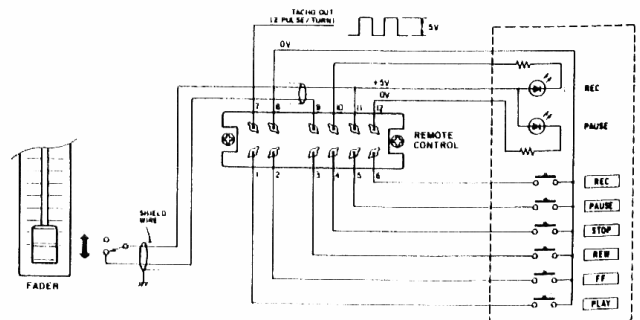 TACHO OUT
(2 PULSE/TURN)
5V
0V
+5V
0V
REC
PAUSE
7 8 9 10 11 12
REMOTE
CONTROL
1 2 3 4 5 6
REC
PAUSE
STOP
REW
FF
PLAY
SHIELD
WIRE
FADER